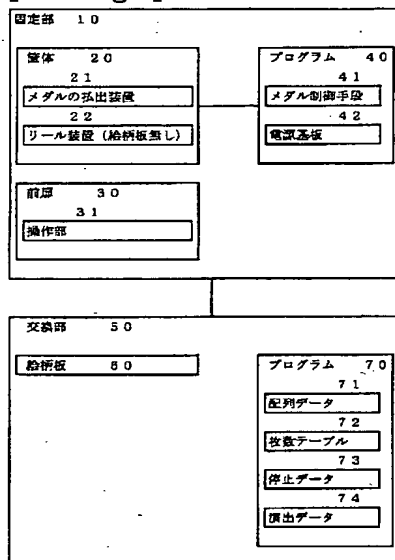 固定部 10
筐体 20
21
メダルの払出装置
22
リール装置（絵柄板無し）
プログラム 40
41
メダル制御手段
42
電源基板
前扉 30
31
操作部
交換部 50
絵柄板 60
プログラム 70
71
配列データ
72
枚数テーブル
73
停止データ
74
演出データ